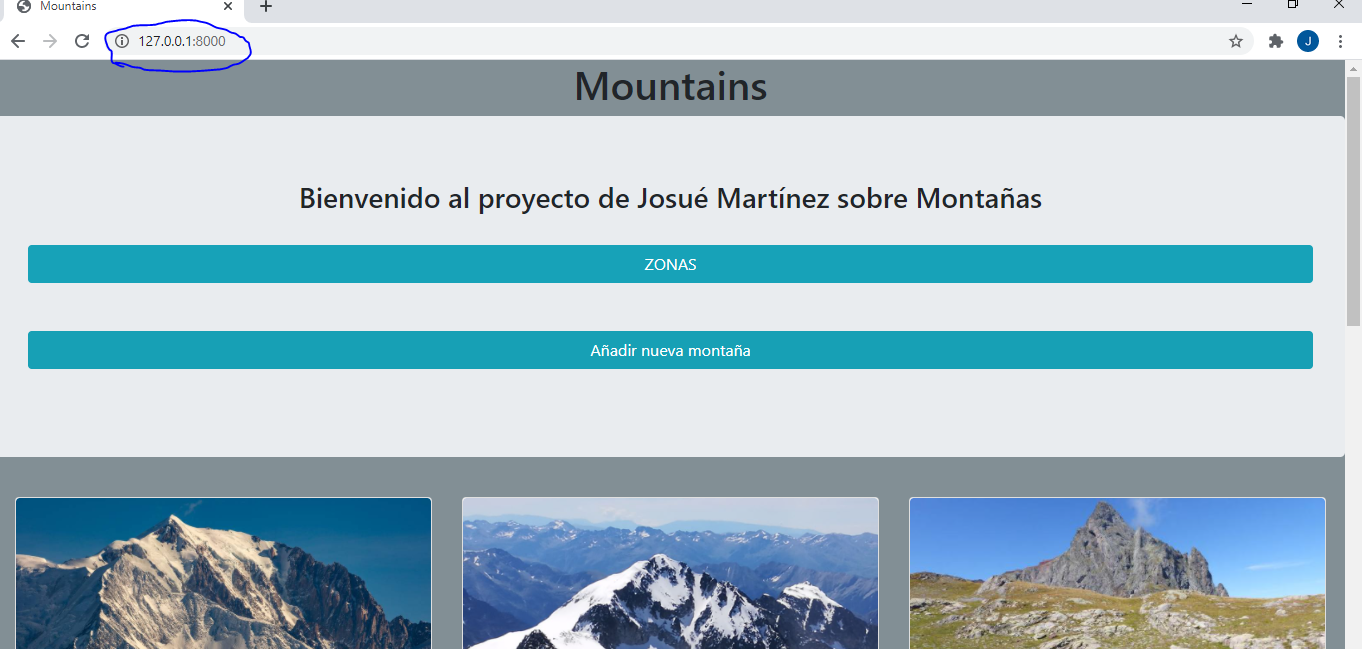 Mountains
127.0.0.1:8000
J
Mountains
Bienvenido al proyecto de Josué Martínez sobre Montañas
ZONAS
Añadir nueva montaña